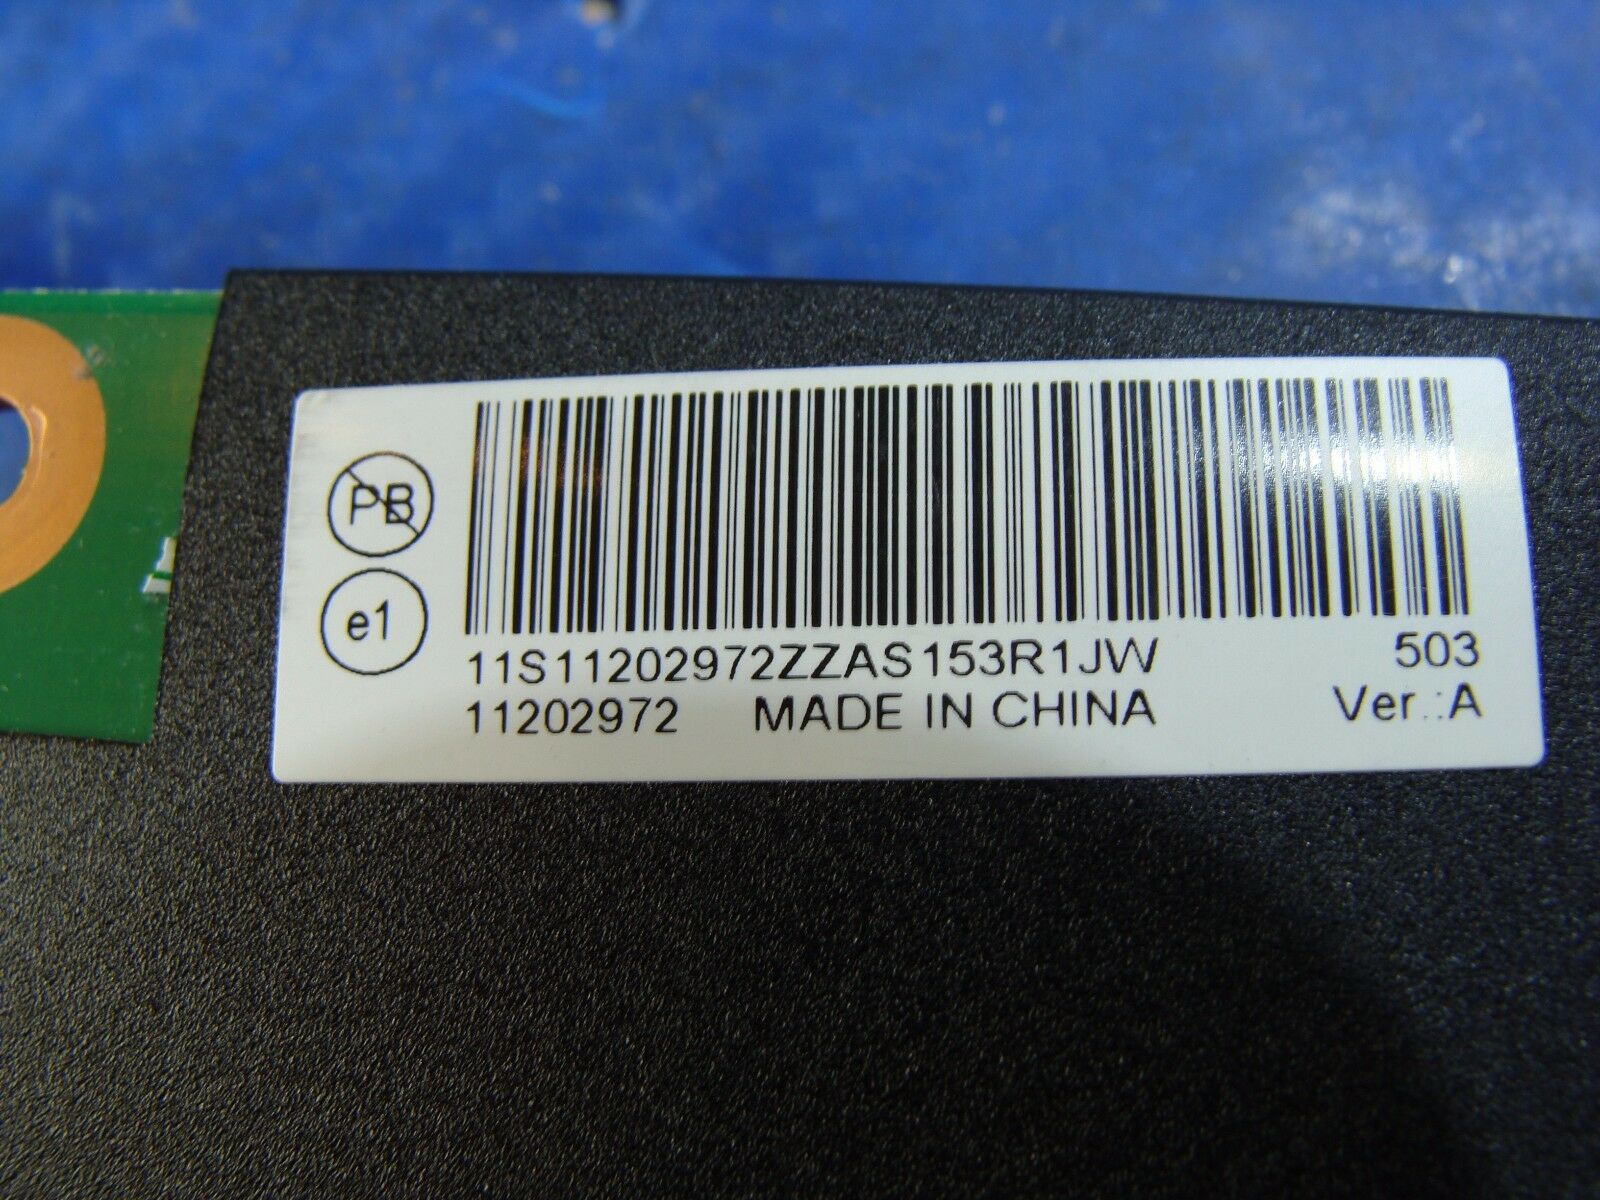 PB
e1
11S11202972ZZAS153R1JW 503
11202972 MADE IN CHINA Ver.:A